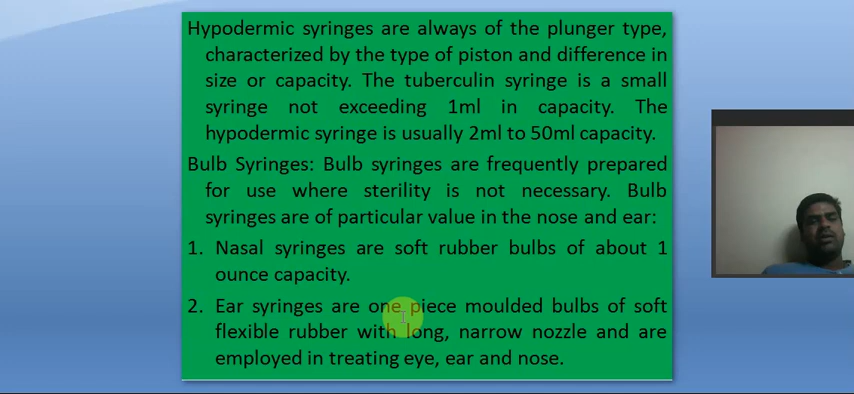 Hypodermic syringes are always of the plunger type,
characterized by the type of piston and difference in
size or capacity. The tuberculin syringe is a small
syringe not exceeding 1ml in capacity. The
hypodermic syringe is usually 2ml to 50ml capacity.
Bulb Syringes: Bulb syringes are frequently prepared
for use where sterility is not necessary. Bulb
syringes are of particular value in the nose and ear:
1. Nasal syringes are soft rubber bulbs of about 1
ounce capacity.
2. Ear syringes are one piece moulded bulbs of soft
flexible rubber with long, narrow nozzle and are
employed in treating eye, ear and nose.